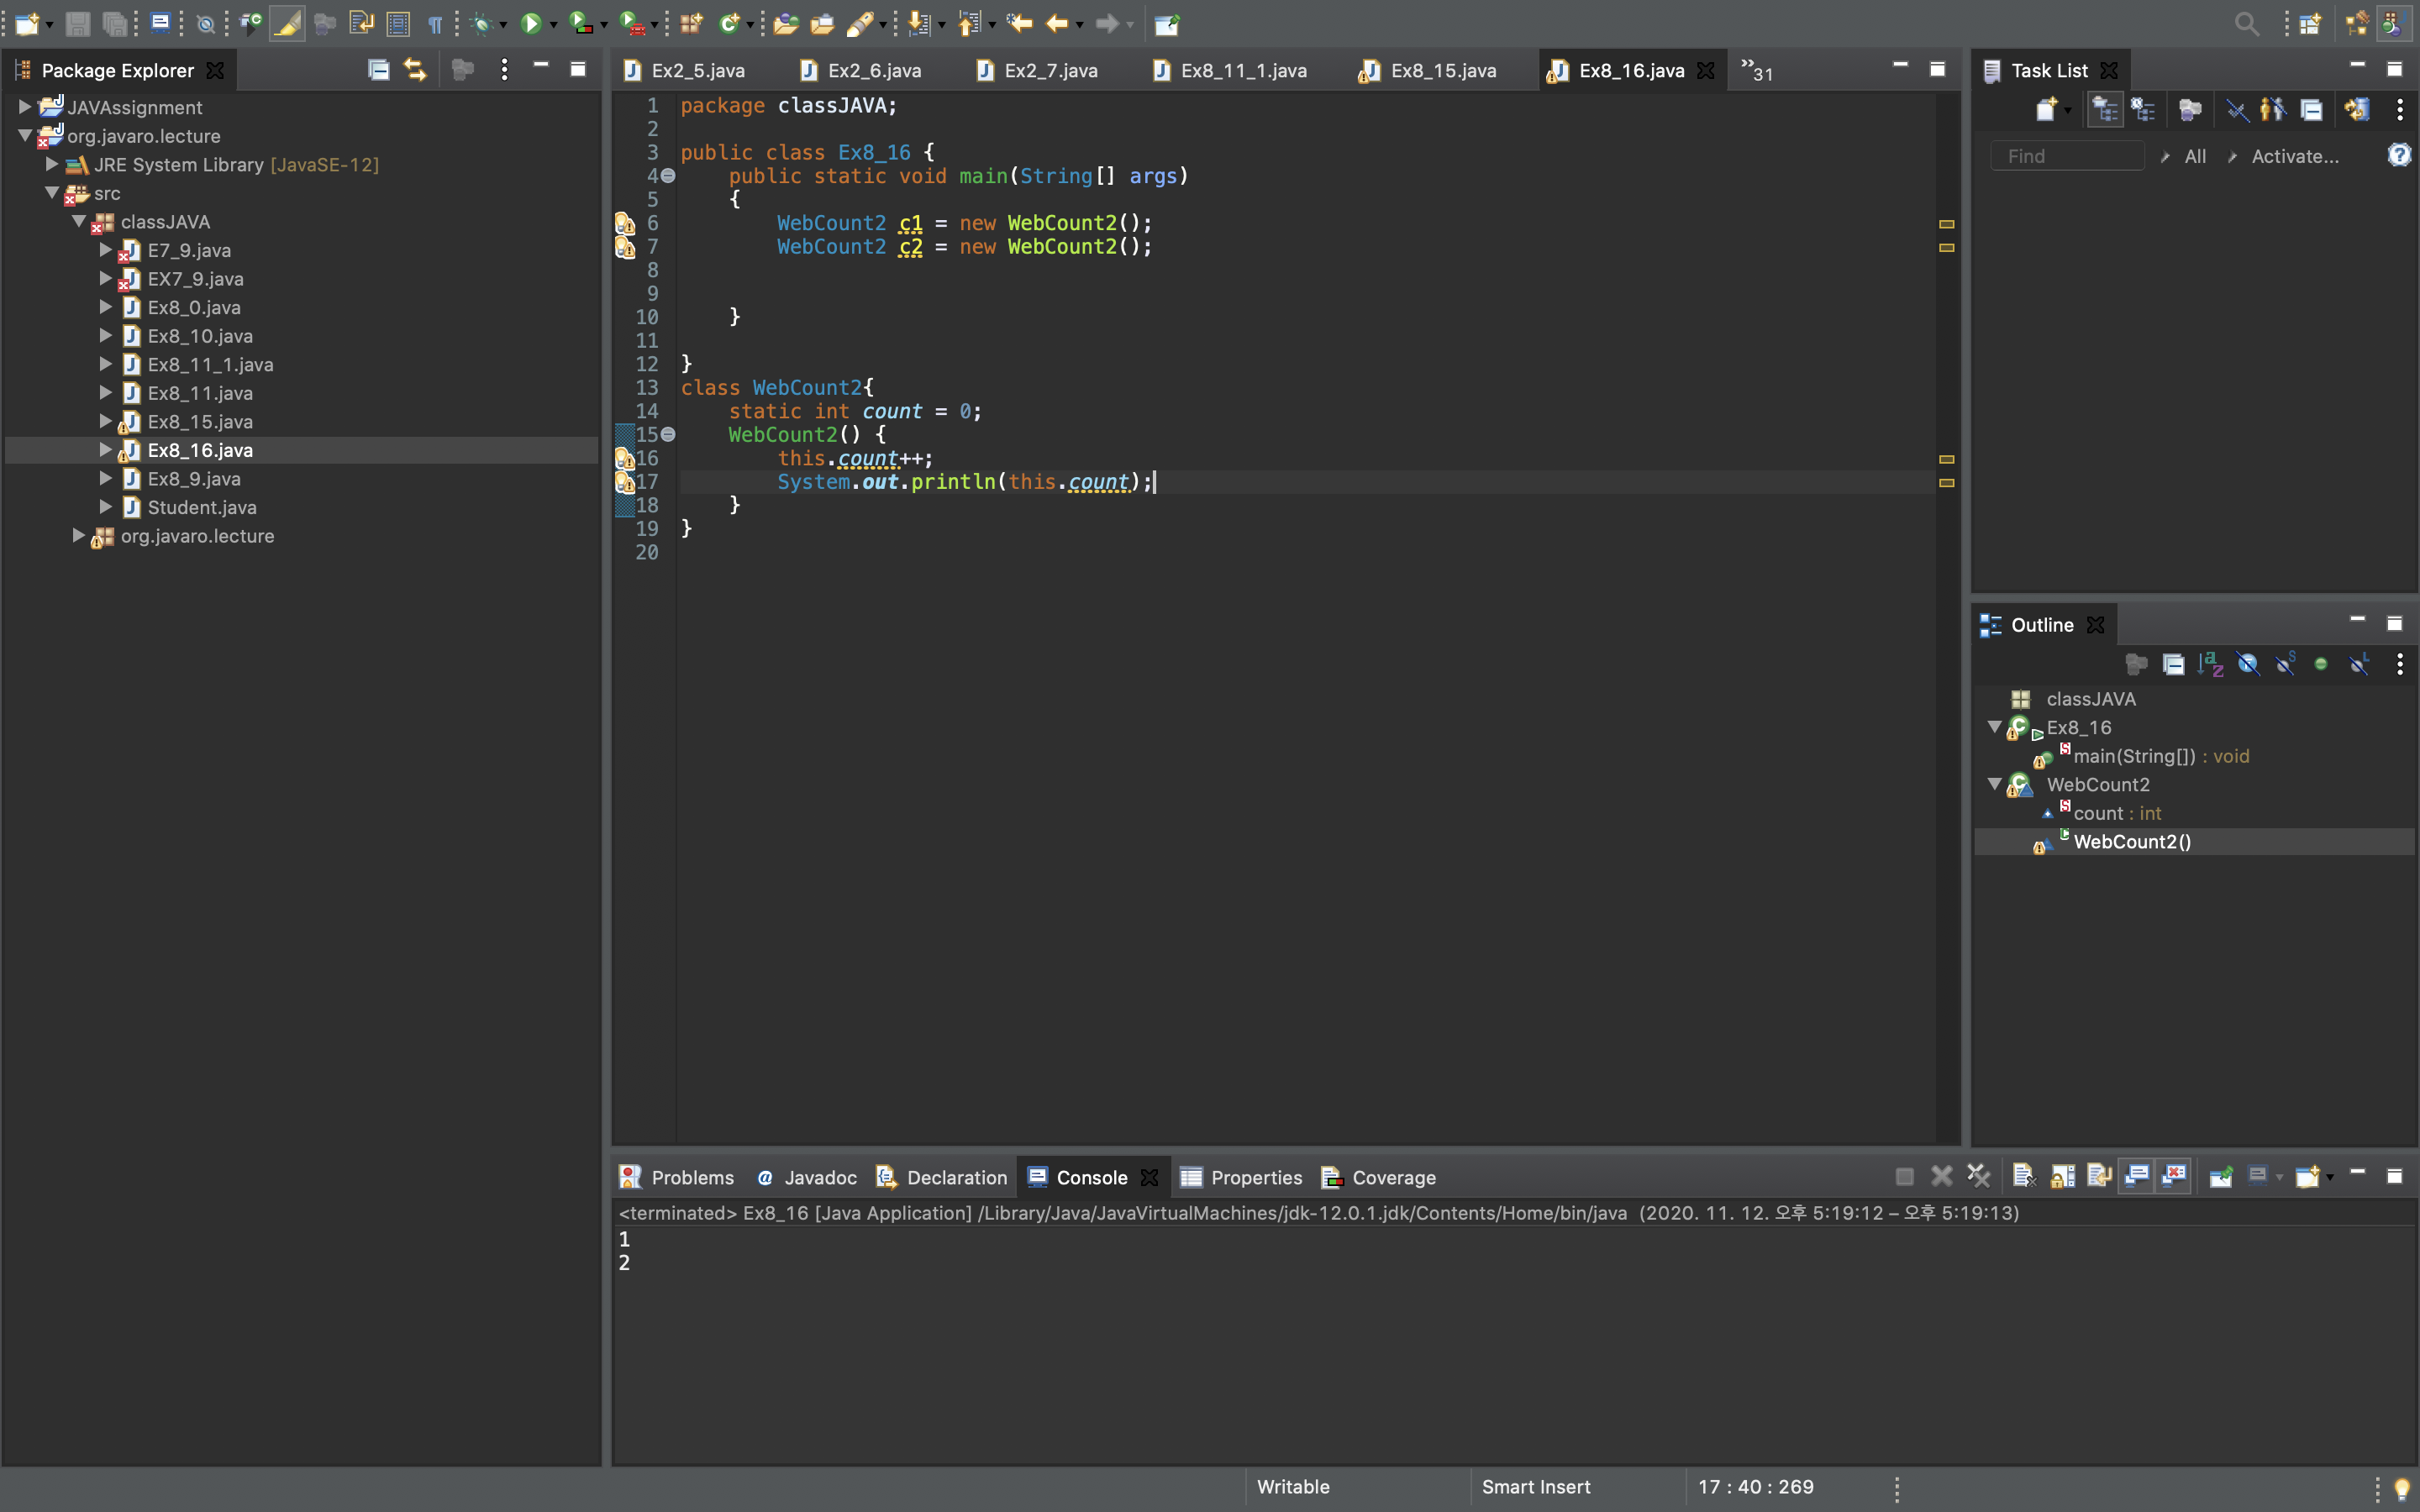 Package Explorer
JAVAssignment
org.javaro.lecture
JRE System Library [JavaSE-12]
src
classJAVA
E7_9.java
EX7_9.java
Ex8_0.java
Ex8_10.java
Ex8_11_1.java
Ex8_11.java
Ex8_15.java
Ex8_16.java
Ex8_9.java
Student.java
org.javaro.lecture
Ex2_5.java Ex2_6.java Ex2_7.java Ex8_11_1.java Ex8_15.java Ex8_16.java »31
1 package classJAVA;
2
3 public class Ex8_16 {
4 public static void main(String[] args)
5 {
6 WebCount2 c1 = new WebCount2();
7 WebCount2 c2 = new WebCount2();
8
9
10 }
11
12 }
13 class WebCount2{
14 static int count = 0;
15 WebCount2() {
16 this.count++;
17 System.out.println(this.count);
18 }
19 }
20
Task List
Find All Activate...
Outline
classJAVA
Ex8_16
main(String[]) : void
WebCount2
count : int
WebCount2()
Problems Javadoc Declaration Console Properties Coverage
<terminated> Ex8_16 [Java Application] /Library/Java/JavaVirtualMachines/jdk-12.0.1.jdk/Contents/Home/bin/java (2020. 11. 12. 오후 5:19:12 – 오후 5:19:13)
1
2
Writable Smart Insert 17 : 40 : 269